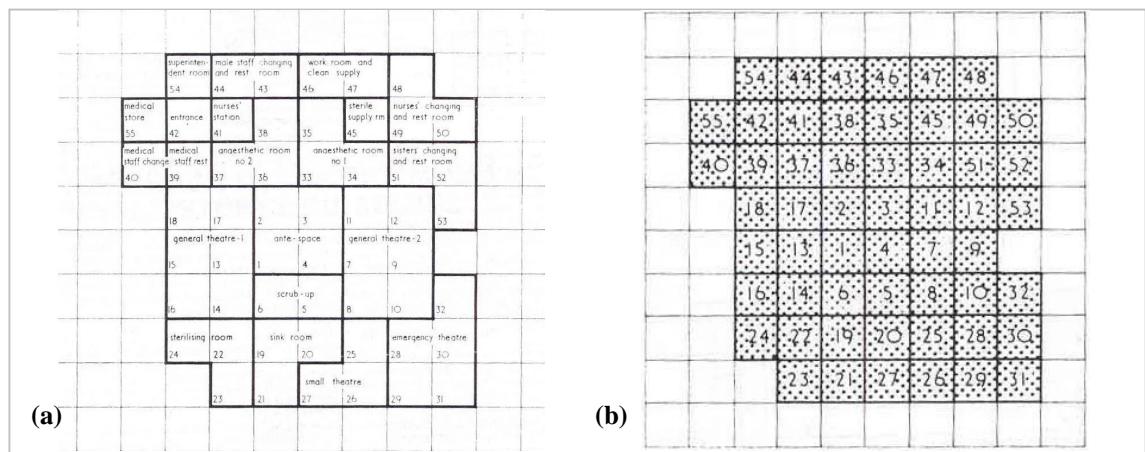 superinten- male staff changing work room and
dent room and rest room clean supply
54 44 43 46 47 48
medical nurses' sterile nurses' changing
store entrance station supply rm and rest room
55 42 41 38 35 45 49 50
medical medical anaesthetic room anaesthetic room sisters' changing
staff change staff rest no 2 no 1 and rest room
40 39 37 36 33 34 51 52
18 17 2 3 11 12 53
general theatre-1 ante-space general theatre-2
15 13 1 4 7 9
scrub-up
16 14 6 5 8 10 32
sterilising room sink room emergency theatre
24 22 19 20 25 28 30
small theatre
23 21 27 26 29 31
(a)
54 44 43 46 47 48
55 42 41 38 35 45 49 50
40 39 37 36 33 34 51 52
18 17 2 3 11 12 53
15 13 1 4 7 9
16 14 6 5 8 10 32
24 22 19 20 25 28 30
23 21 27 26 29 31
(b)